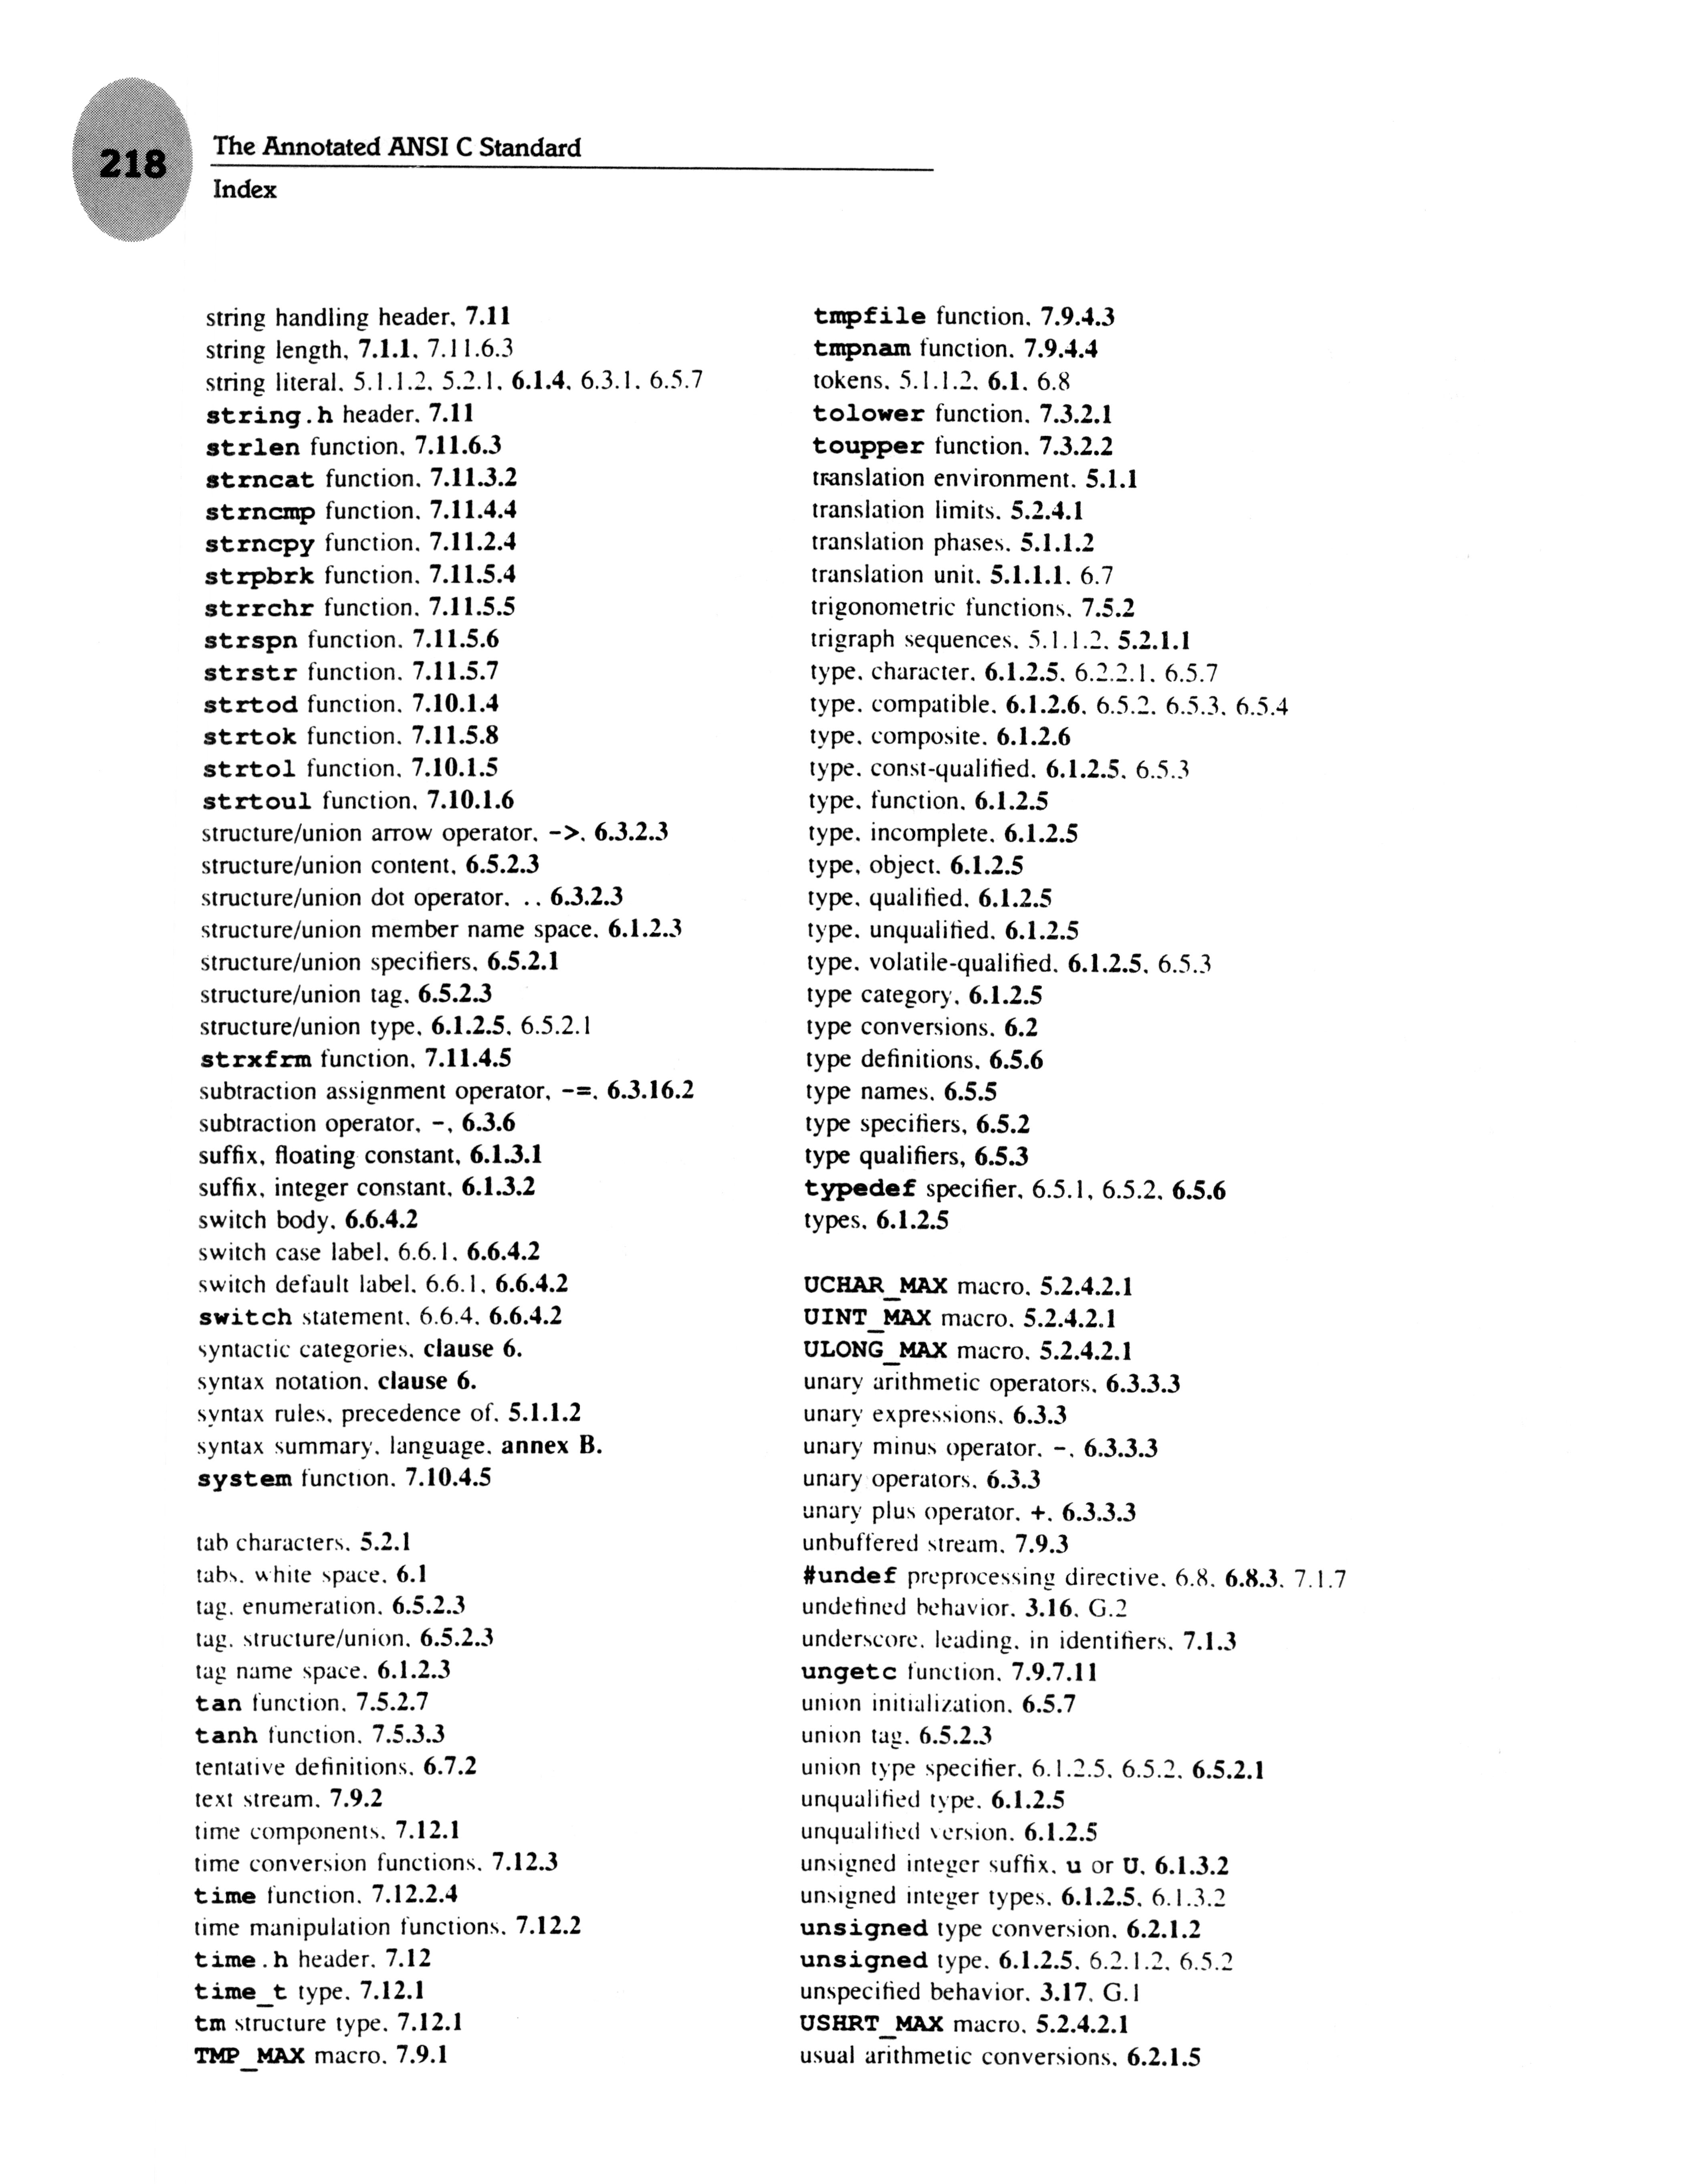 218
The Annotated ANSI C Standard
Index
string handling header, 7.11
string length, 7.1.1, 7.11.6.3
string literal, 5.1.1.2, 5.2.1, 6.1.4, 6.3.1, 6.5.7
string.h header, 7.11
strlen function, 7.11.6.3
strncat function, 7.11.3.2
strncmp function, 7.11.4.4
strncpy function, 7.11.2.4
strpbrk function, 7.11.5.4
strrchr function, 7.11.5.5
strspn function, 7.11.5.6
strstr function, 7.11.5.7
strtod function, 7.10.1.4
strtok function, 7.11.5.8
strtol function, 7.10.1.5
strtoul function, 7.10.1.6
structure/union arrow operator, ->, 6.3.2.3
structure/union content, 6.5.2.3
structure/union dot operator, ., 6.3.2.3
structure/union member name space, 6.1.2.3
structure/union specifiers, 6.5.2.1
structure/union tag, 6.5.2.3
structure/union type, 6.1.2.5, 6.5.2.1
strxfrm function, 7.11.4.5
subtraction assignment operator, -=, 6.3.16.2
subtraction operator, -, 6.3.6
suffix, floating constant, 6.1.3.1
suffix, integer constant, 6.1.3.2
switch body, 6.6.4.2
switch case label, 6.6.1, 6.6.4.2
switch default label, 6.6.1, 6.6.4.2
switch statement, 6.6.4, 6.6.4.2
syntactic categories, clause 6.
syntax notation, clause 6.
syntax rules, precedence of, 5.1.1.2
syntax summary, language, annex B.
system function, 7.10.4.5
tab characters, 5.2.1
tabs, white space, 6.1
tag, enumeration, 6.5.2.3
tag, structure/union, 6.5.2.3
tag name space, 6.1.2.3
tan function, 7.5.2.7
tanh function, 7.5.3.3
tentative definitions, 6.7.2
text stream, 7.9.2
time components, 7.12.1
time conversion functions, 7.12.3
time function, 7.12.2.4
time manipulation functions, 7.12.2
time.h header, 7.12
time_t type, 7.12.1
tm structure type, 7.12.1
TMP_MAX macro, 7.9.1
tmpfile function, 7.9.4.3
tmpnam function, 7.9.4.4
tokens, 5.1.1.2, 6.1, 6.8
tolower function, 7.3.2.1
toupper function, 7.3.2.2
translation environment, 5.1.1
translation limits, 5.2.4.1
translation phases, 5.1.1.2
translation unit, 5.1.1.1, 6.7
trigonometric functions, 7.5.2
trigraph sequences, 5.1.1.2, 5.2.1.1
type, character, 6.1.2.5, 6.2.2.1, 6.5.7
type, compatible, 6.1.2.6, 6.5.2, 6.5.3, 6.5.4
type, composite, 6.1.2.6
type, const-qualified, 6.1.2.5, 6.5.3
type, function, 6.1.2.5
type, incomplete, 6.1.2.5
type, object, 6.1.2.5
type, qualified, 6.1.2.5
type, unqualified, 6.1.2.5
type, volatile-qualified, 6.1.2.5, 6.5.3
type category, 6.1.2.5
type conversions, 6.2
type definitions, 6.5.6
type names, 6.5.5
type specifiers, 6.5.2
type qualifiers, 6.5.3
typedef specifier, 6.5.1, 6.5.2, 6.5.6
types, 6.1.2.5
UCHAR_MAX macro, 5.2.4.2.1
UINT_MAX macro, 5.2.4.2.1
ULONG_MAX macro, 5.2.4.2.1
unary arithmetic operators, 6.3.3.3
unary expressions, 6.3.3
unary minus operator, -, 6.3.3.3
unary operators, 6.3.3
unary plus operator, +, 6.3.3.3
unbuffered stream, 7.9.3
#undef preprocessing directive, 6.8, 6.8.3, 7.1.7
undefined behavior, 3.16, G.2
underscore, leading, in identifiers, 7.1.3
ungetc function, 7.9.7.11
union initialization, 6.5.7
union tag, 6.5.2.3
union type specifier, 6.1.2.5, 6.5.2, 6.5.2.1
unqualified type, 6.1.2.5
unqualified version, 6.1.2.5
unsigned integer suffix, u or U, 6.1.3.2
unsigned integer types, 6.1.2.5, 6.1.3.2
unsigned type conversion, 6.2.1.2
unsigned type, 6.1.2.5, 6.2.1.2, 6.5.2
unspecified behavior, 3.17, G.1
USHRT_MAX macro, 5.2.4.2.1
usual arithmetic conversions, 6.2.1.5